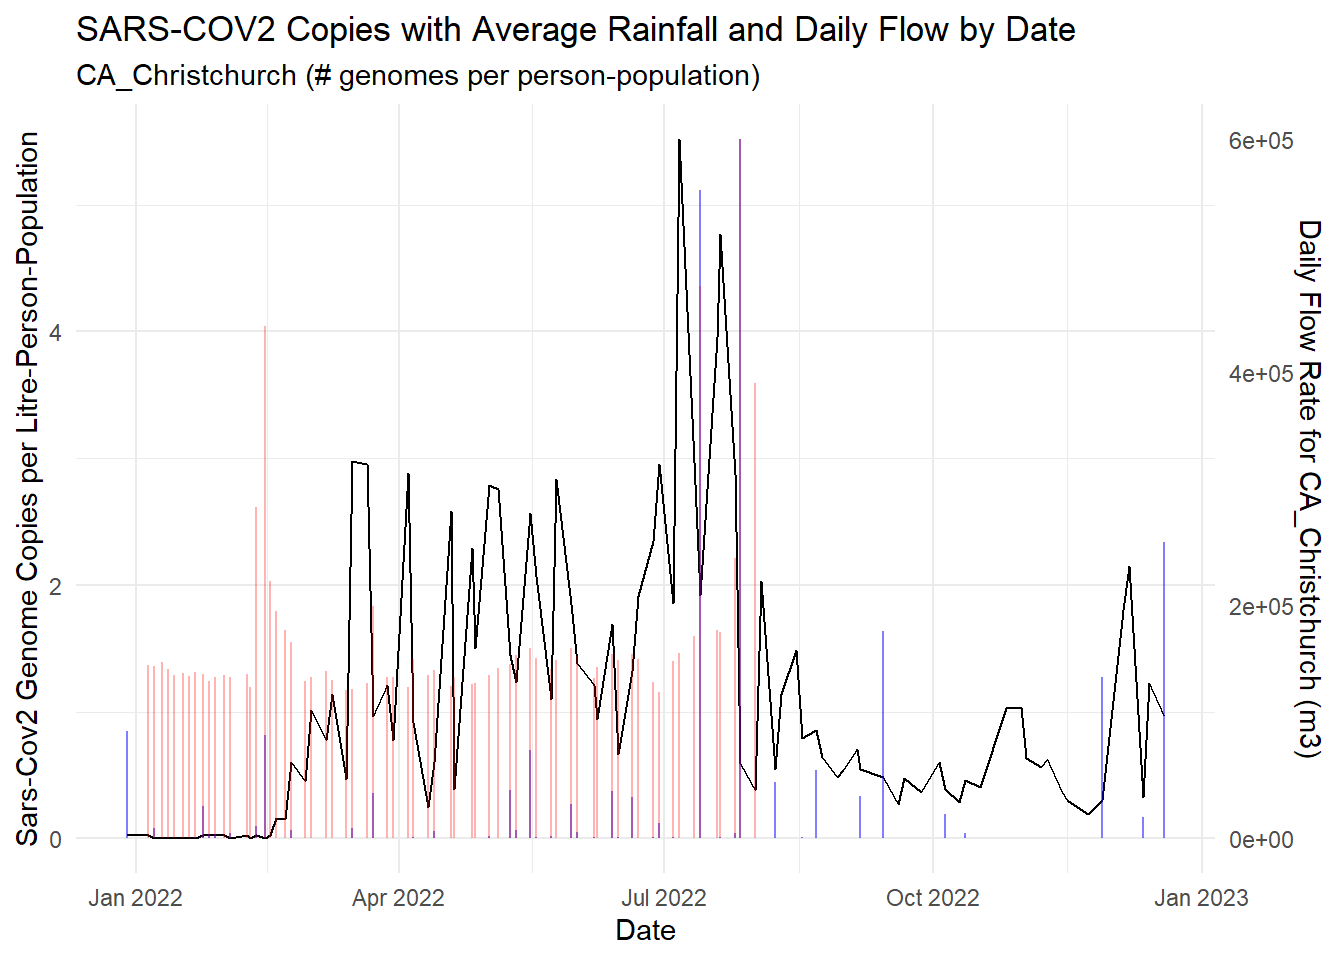 SARS-COV2 Copies with Average Rainfall and Daily Flow by Date
CA_Christchurch (# genomes per person-population)
Sars-Cov2 Genome Copies per Litre-Person-Population
4
2
0
6e+05
4e+05
2e+05
0e+00
Daily Flow Rate for CA_Christchurch (m3)
Jan 2022
Apr 2022
Jul 2022
Oct 2022
Jan 2023
Date